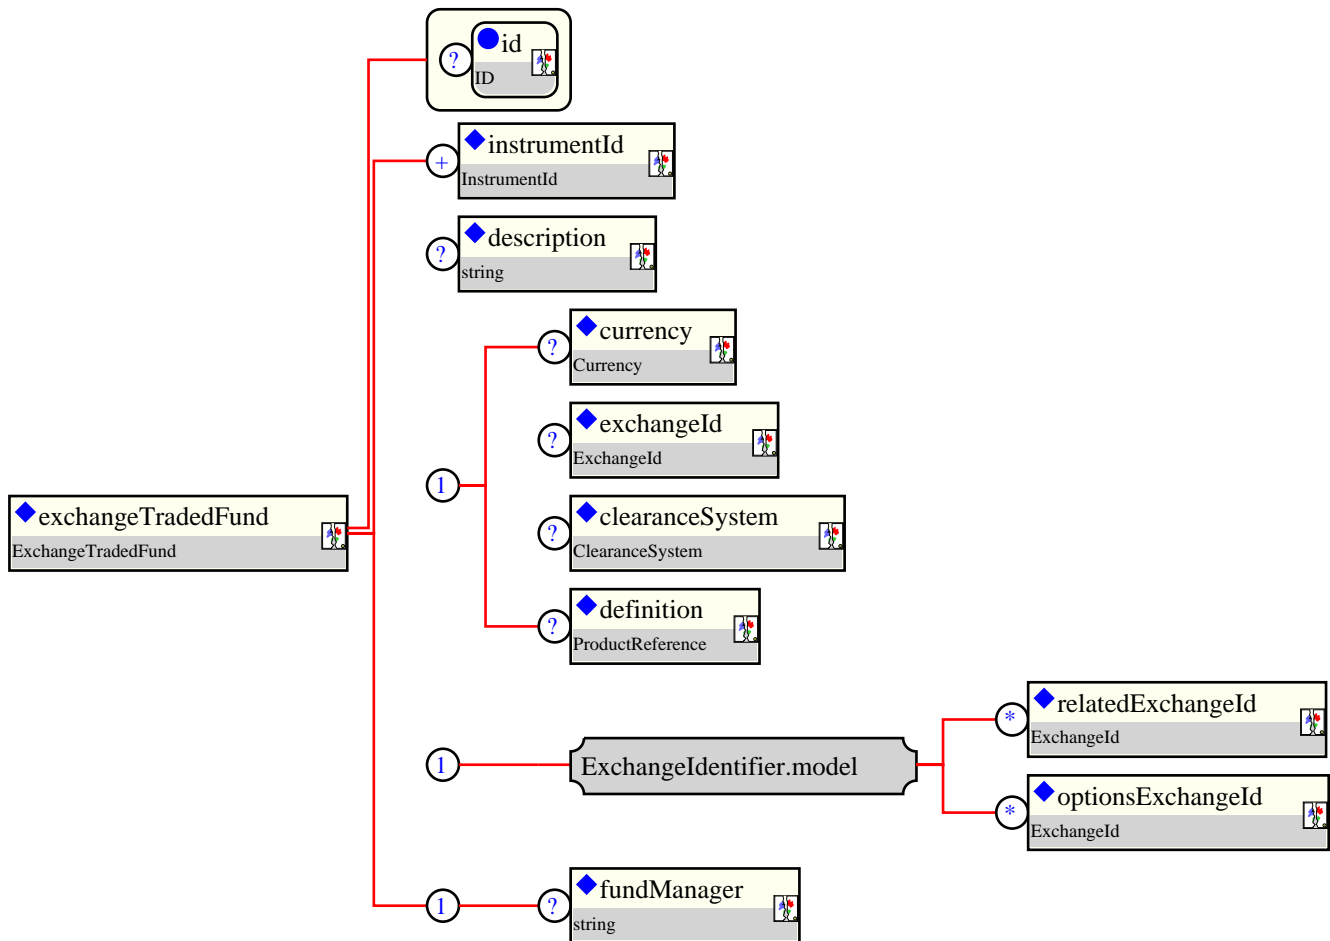 ? id
ID
+ instrumentId
InstrumentId
? description
string
? currency
Currency
? exchangeId
ExchangeId
1
exchangeTradedFund
ExchangeTradedFund
? clearanceSystem
ClearanceSystem
? definition
ProductReference
1 ExchangeIdentifier.model
* relatedExchangeId
ExchangeId
* optionsExchangeId
ExchangeId
1 ? fundManager
string